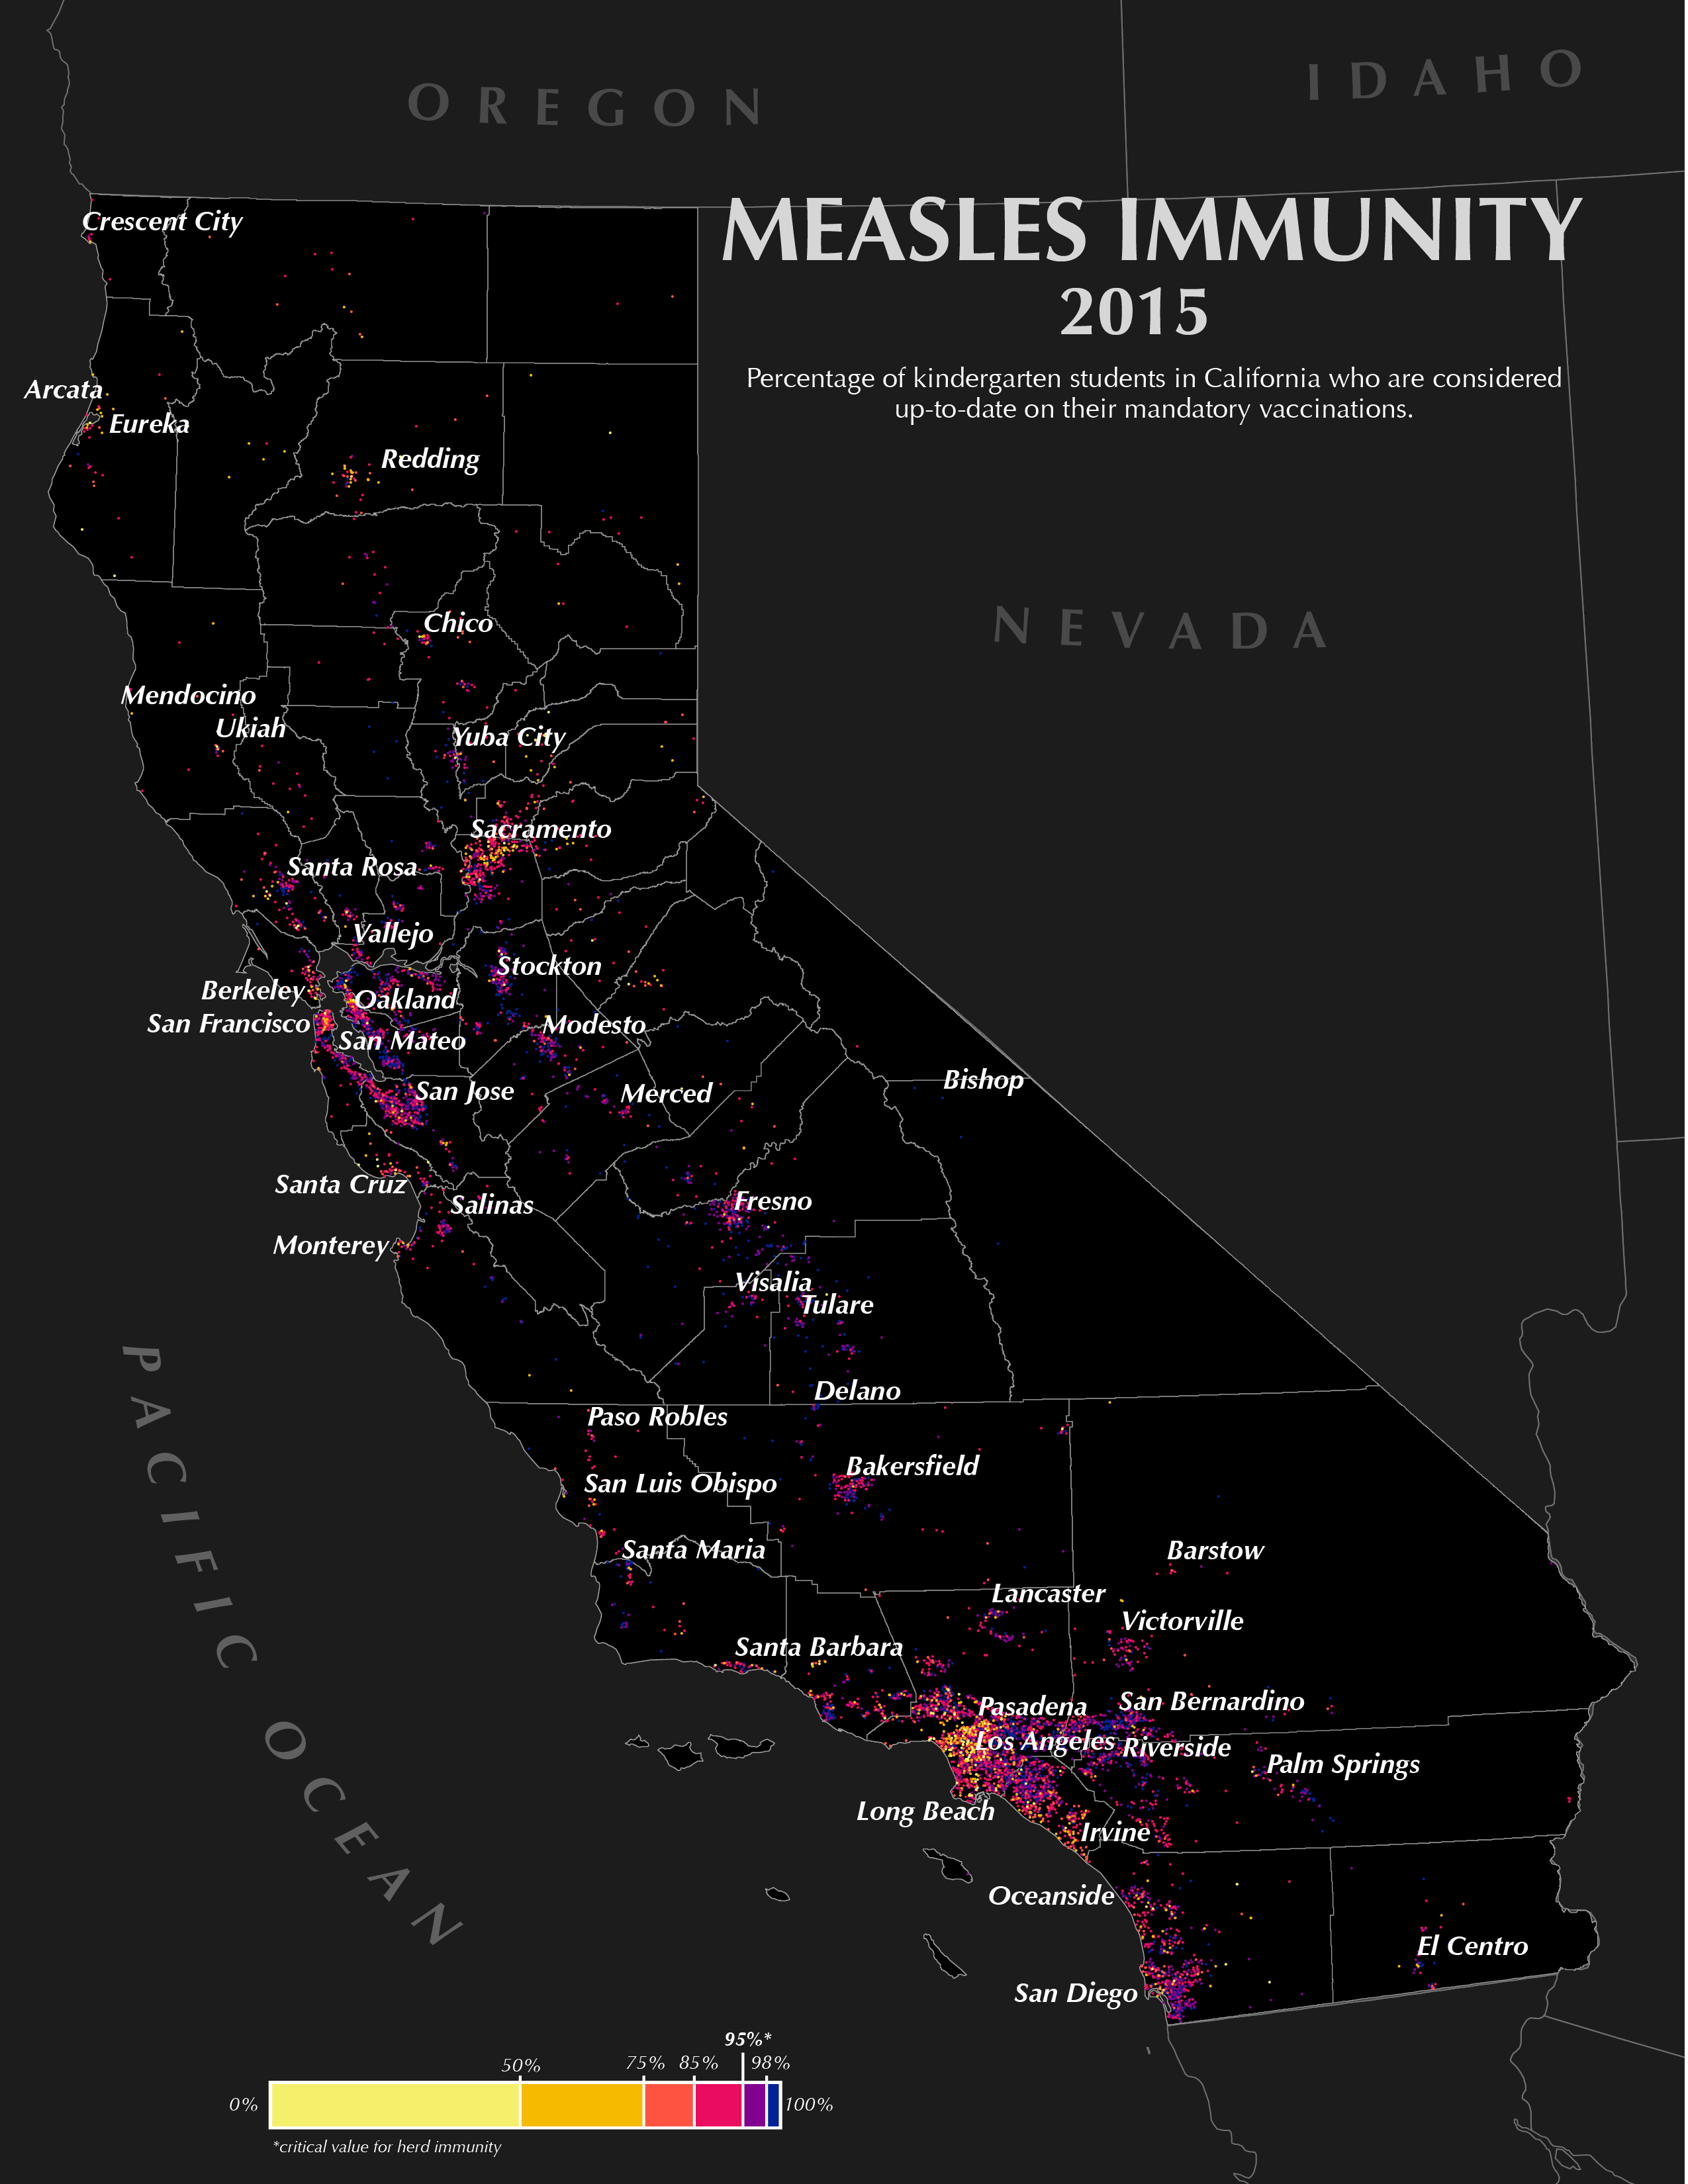 OREGON
IDAHO
MEASLES IMMUNITY
2015
Percentage of kindergarten students in California who are considered
up-to-date on their mandatory vaccinations.
Crescent City
Arcata
Eureka
Redding
NEVADA
Chico
Mendocino
Ukiah
Yuba City
Sacramento
Santa Rosa
Vallejo
Stockton
Berkeley
Oakland
San Francisco
Modesto
San Mateo
Bishop
San Jose
Merced
Santa Cruz
Salinas
Fresno
Monterey
Visalia
Tulare
Delano
Paso Robles
Bakersfield
San Luis Obispo
Santa Maria
Barstow
Lancaster
Victorville
Santa Barbara
Pasadena
San Bernardino
Los Angeles
Riverside
Palm Springs
Long Beach
Irvine
Oceanside
El Centro
San Diego
PACIFIC OCEAN
95%*
50%
75%
85%
98%
0%
100%
*critical value for herd immunity